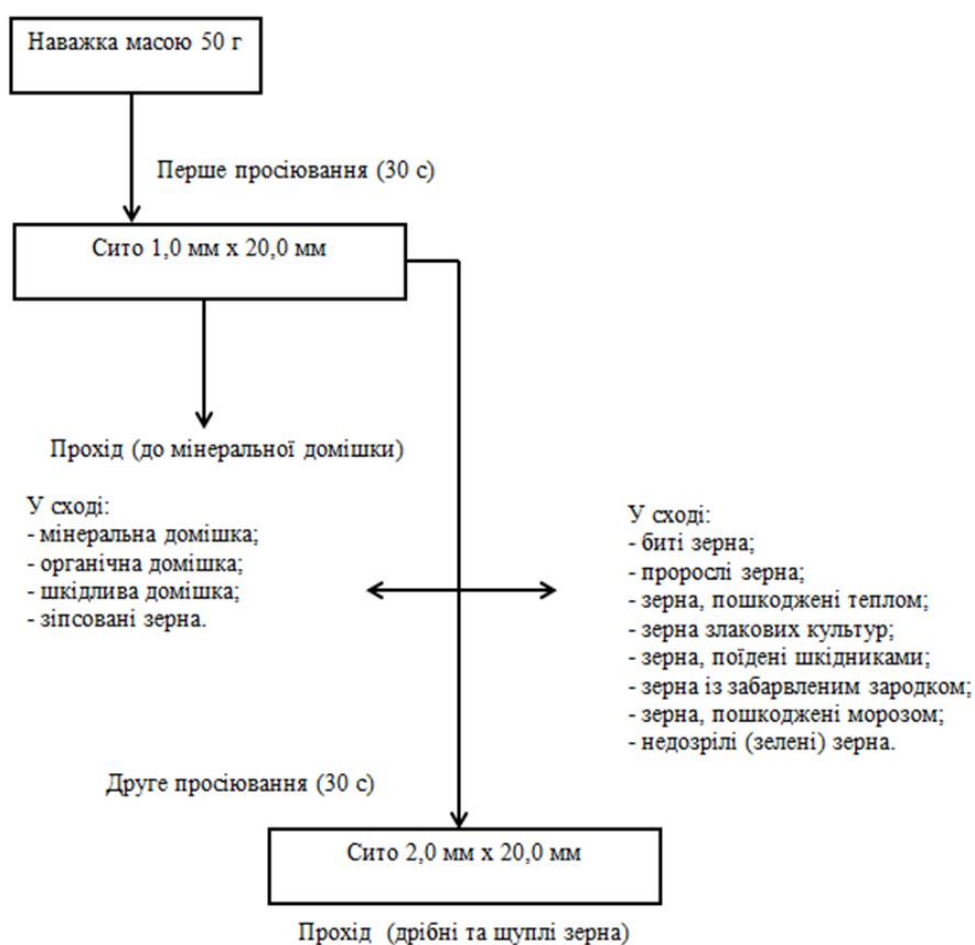 Наважка масою 50 г
Перше просіювання (30 с)
Сито 1,0 мм х 20,0 мм
Прохід (до мінеральної домішки)
У сході:
- мінеральна домішка;
- органічна домішка;
- шкідлива домішка;
- зіпсовані зерна.
У сході:
- биті зерна;
- пророслі зерна;
- зерна, пошкоджені теплом;
- зерна злакових культур;
- зерна, поїдені шкідниками;
- зерна із забарвленим зародком;
- зерна, пошкоджені морозом;
- недозрілі (зелені) зерна.
Друге просіювання (30 с)
Сито 2,0 мм х 20,0 мм
Прохід (дрібні та щуплі зерна)